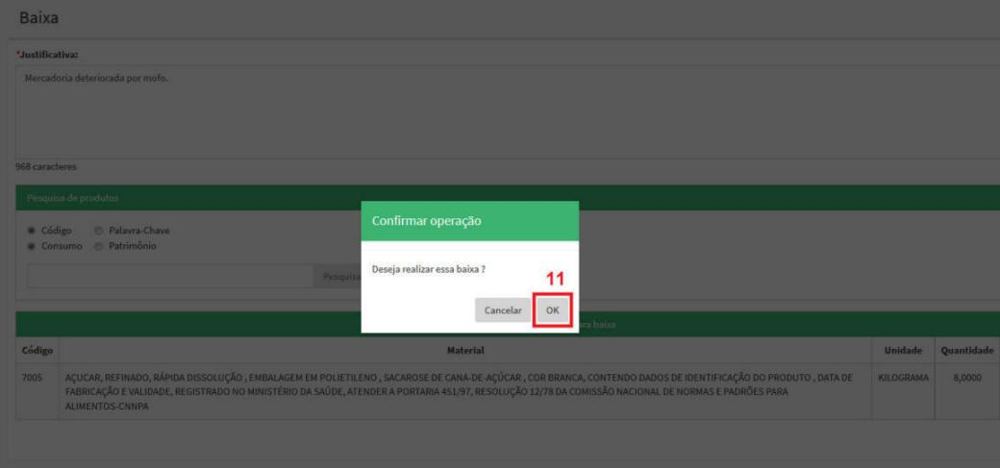 Baixa
*Justificativa:
Mercadoria deteriorada por mofo.
968 caracteres
Pesquisa de produtos
Código Palavra-Chave
Consumo Patrimônio
Pesquisa
Confirmar operação
Deseja realizar essa baixa ?
11
Cancelar OK
para baixa
Código Material Unidade Quantidade
7005 AÇUCAR, REFINADO, RÁPIDA DISSOLUÇÃO , EMBALAGEM EM POLIETILENO , SACAROSE DE CANA-DE-AÇÚCAR , COR BRANCA, CONTENDO DADOS DE IDENTIFICAÇÃO DO PRODUTO , DATA DE KILOGRAMA 8,0000
FABRICAÇÃO E VALIDADE, REGISTRADO NO MINISTÉRIO DA SAÚDE, ATENDER A PORTARIA 451/97, RESOLUÇÃO 12/78 DA COMISSÃO NACIONAL DE NORMAS E PADRÕES PARA
ALIMENTOS-CNNPA